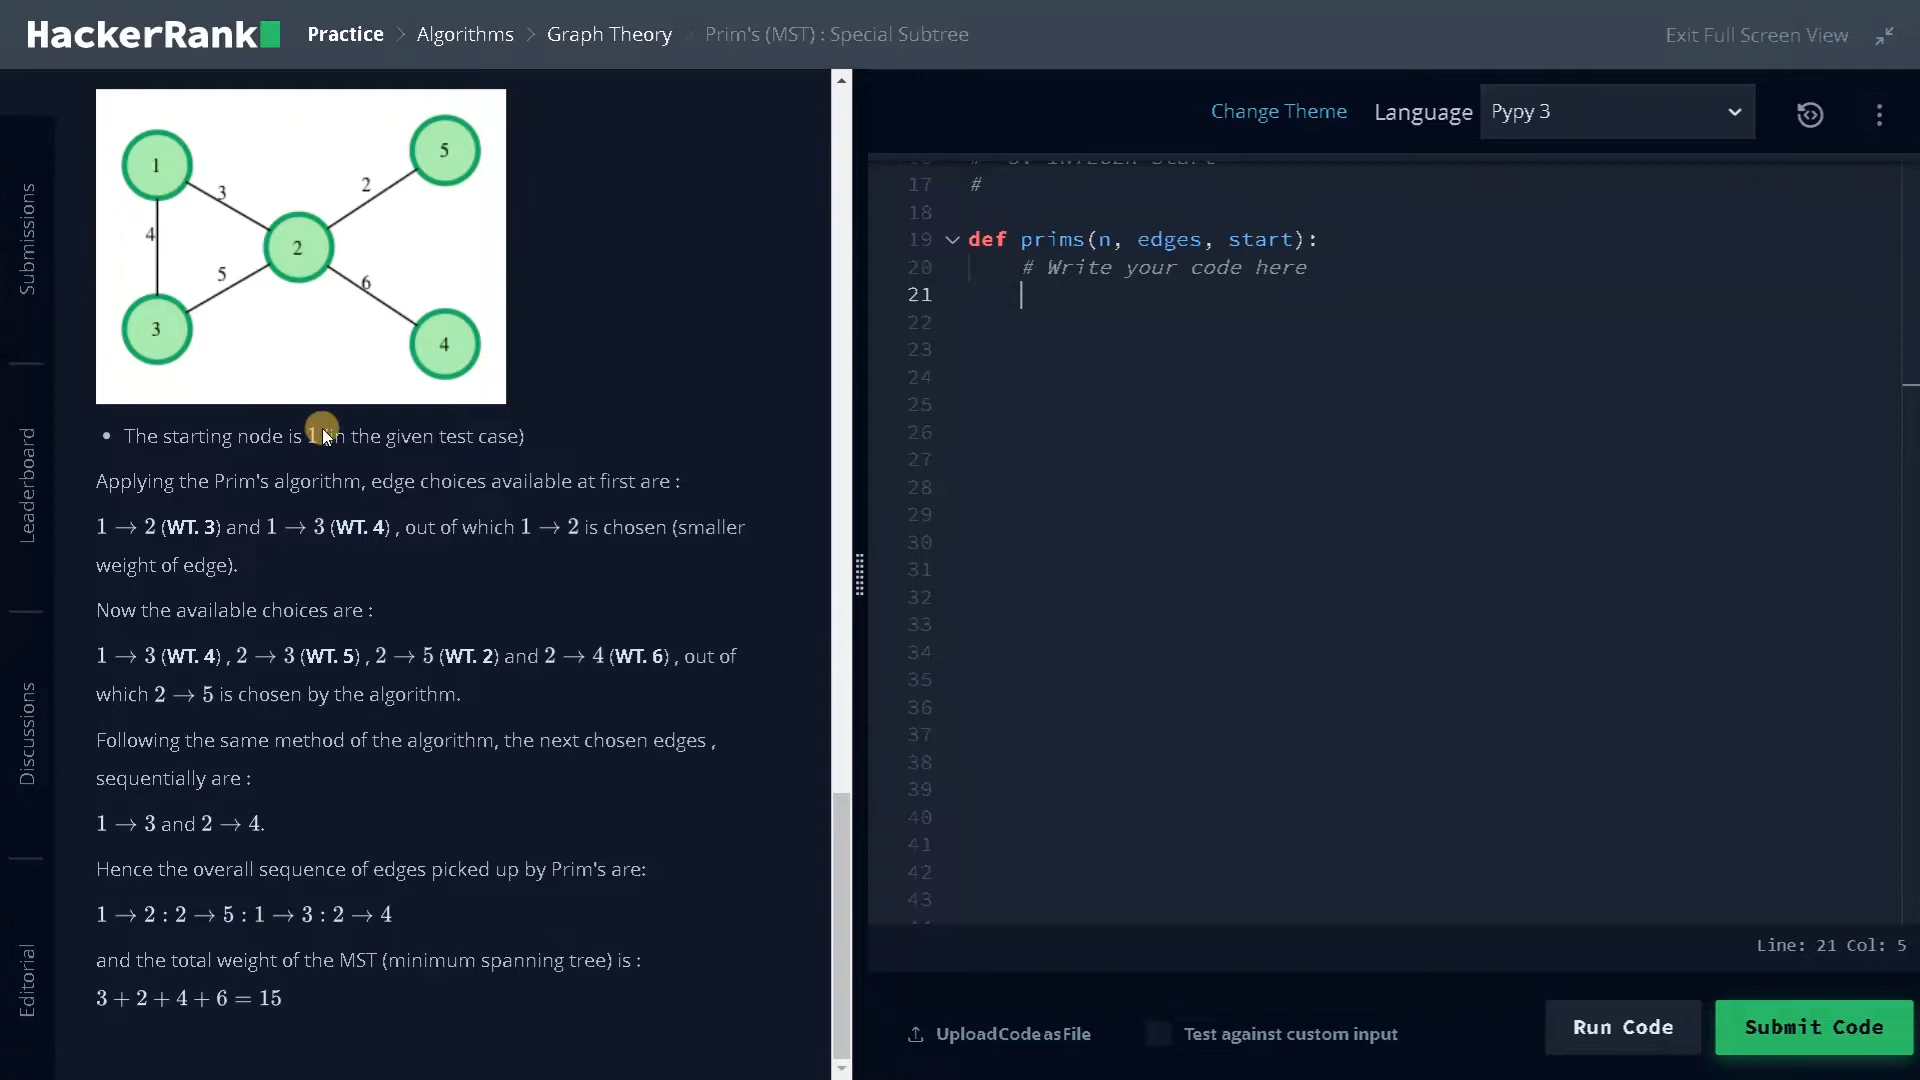 HackerRank Practice > Algorithms > Graph Theory > Prim's (MST) : Special Subtree Exit Full Screen View
Submissions
Leaderboard
Discussions
Editorial
1 5
3 2
4 2
5 6
3 4
• The starting node is 1 in the given test case)
Applying the Prim's algorithm, edge choices available at first are :
1 → 2 (WT. 3) and 1 → 3 (WT. 4) , out of which 1 → 2 is chosen (smaller
weight of edge).
Now the available choices are :
1 → 3 (WT. 4) , 2 → 3 (WT. 5) , 2 → 5 (WT. 2) and 2 → 4 (WT. 6) , out of
which 2 → 5 is chosen by the algorithm.
Following the same method of the algorithm, the next chosen edges ,
sequentially are :
1 → 3 and 2 → 4.
Hence the overall sequence of edges picked up by Prim's are:
1 → 2 : 2 → 5 : 1 → 3 : 2 → 4
and the total weight of the MST (minimum spanning tree) is :
3 + 2 + 4 + 6 = 15
Change Theme Language Pypy 3
17 #
18
19 def prims(n, edges, start):
20 # Write your code here
21
22
23
24
25
26
27
28
29
30
31
32
33
34
35
36
37
38
39
40
41
42
43
Line: 21 Col: 5
Upload Code as File Test against custom input Run Code Submit Code